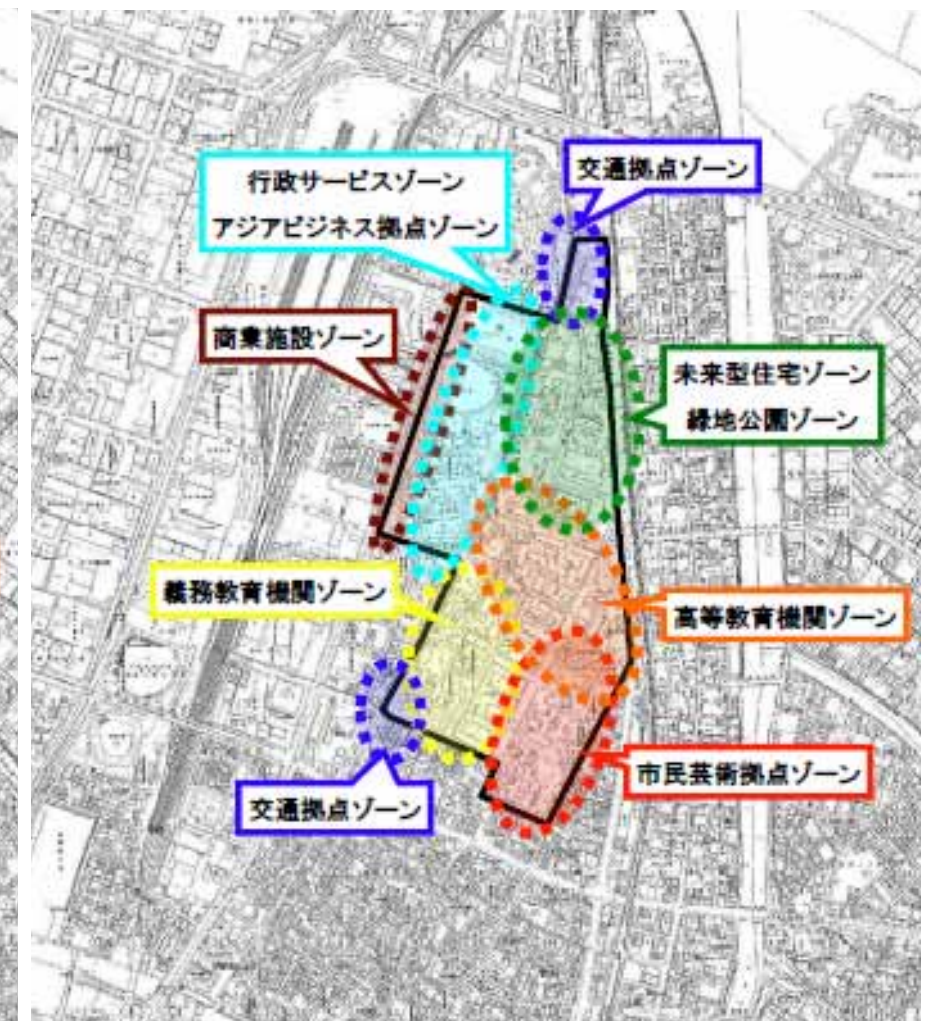 交通拠点ゾーン
行政サービスゾーン
アジアビジネス拠点ゾーン
商業施設ゾーン
未来型住宅ゾーン
緑地公園ゾーン
義務教育機関ゾーン
高等教育機関ゾーン
市民芸術拠点ゾーン
交通拠点ゾーン